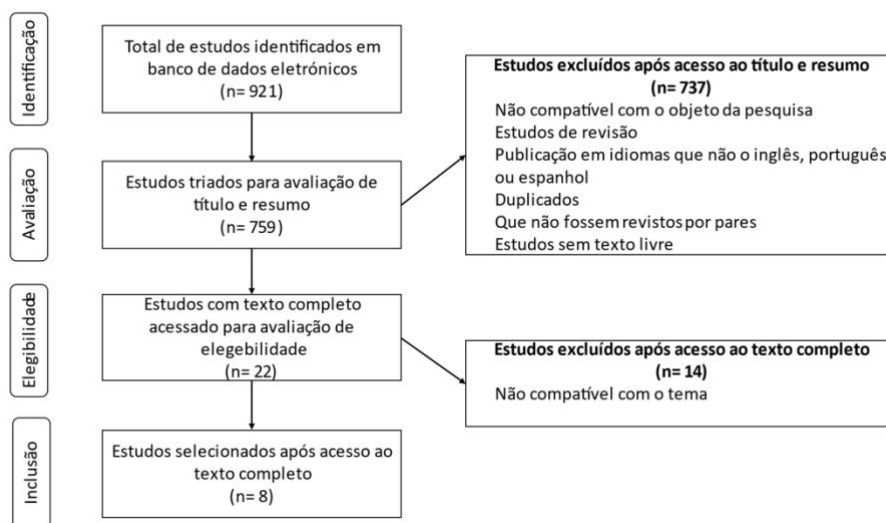 Identificação
Total de estudos identificados em
banco de dados eletrónicos
(n= 921)
Estudos excluídos após acesso ao título e resumo
(n= 737)
Não compatível com o objeto da pesquisa
Estudos de revisão
Publicação em idiomas que não o inglês, português
ou espanhol
Duplicados
Que não fossem revistos por pares
Estudos sem texto livre
Avaliação
Estudos triados para avaliação de
título e resumo
(n= 759)
Elegibilidade
Estudos com texto completo
acessado para avaliação de
elegebilidade
(n= 22)
Estudos excluídos após acesso ao texto completo
(n= 14)
Não compatível com o tema
Inclusão
Estudos selecionados após acesso ao
texto completo
(n= 8)